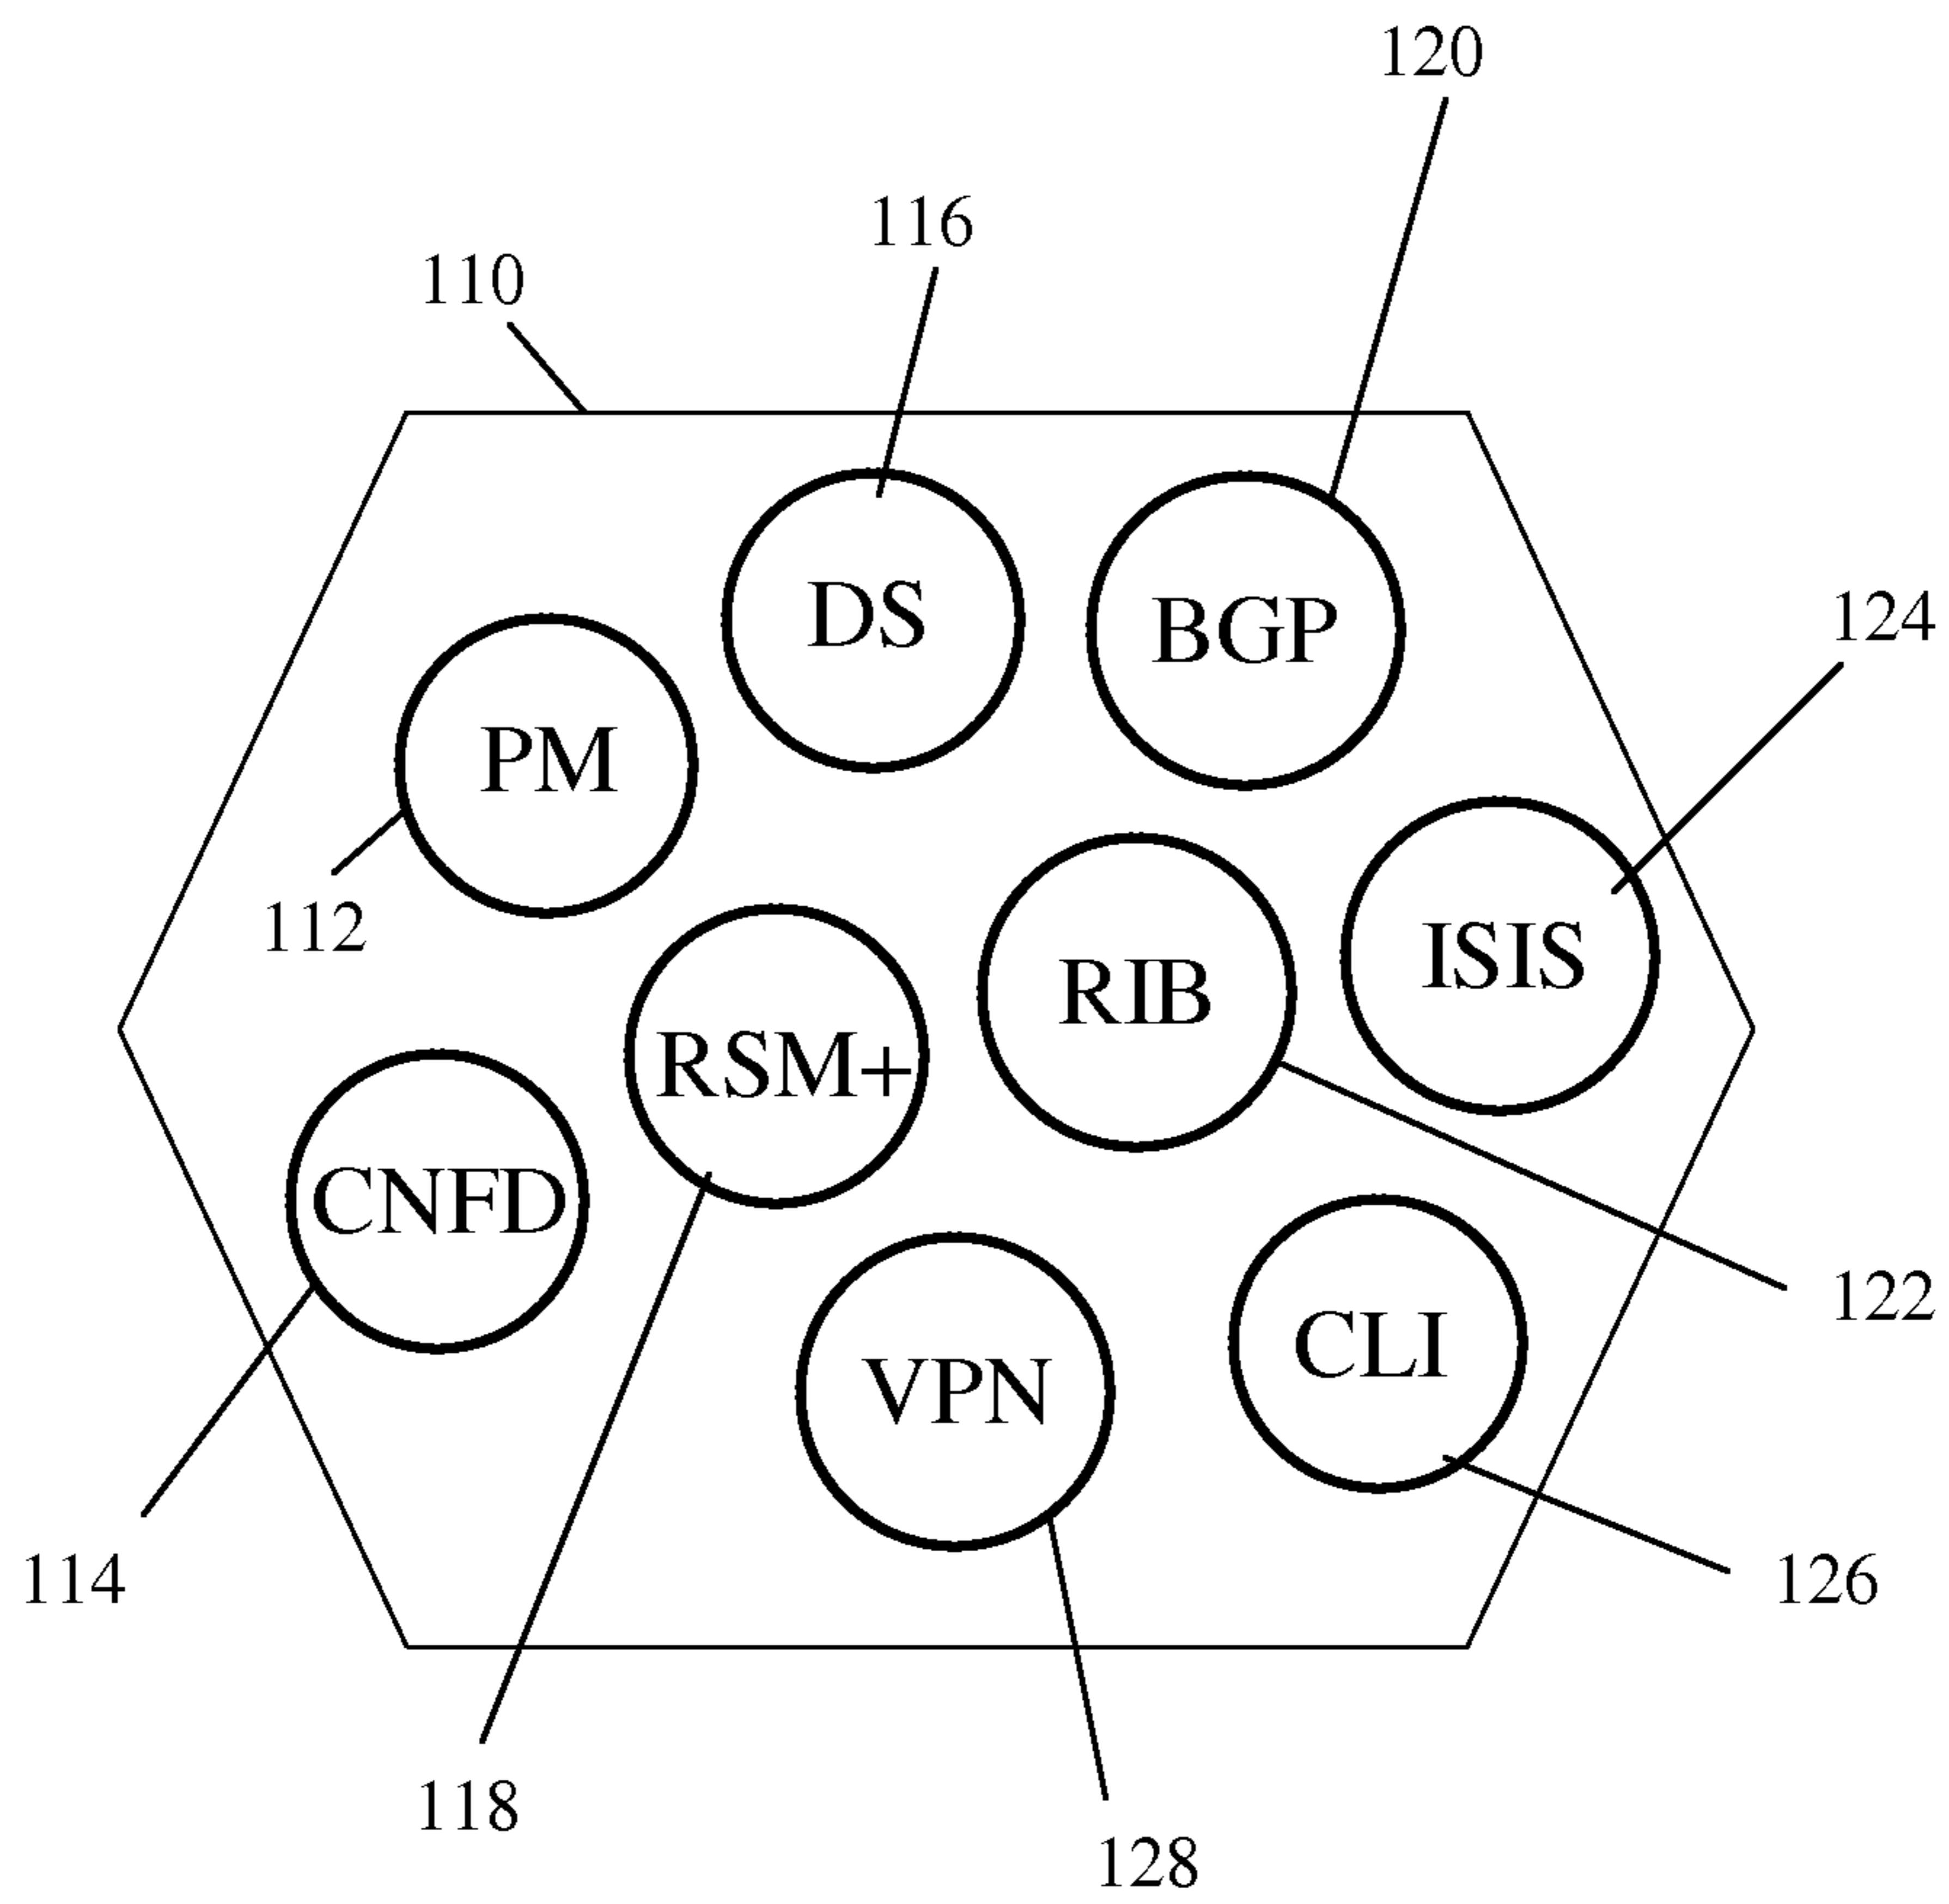 120
116
110
DS
BGP
124
PM
112
RIB
ISIS
RSM+
CNFD
122
CLI
VPN
114
126
118
128